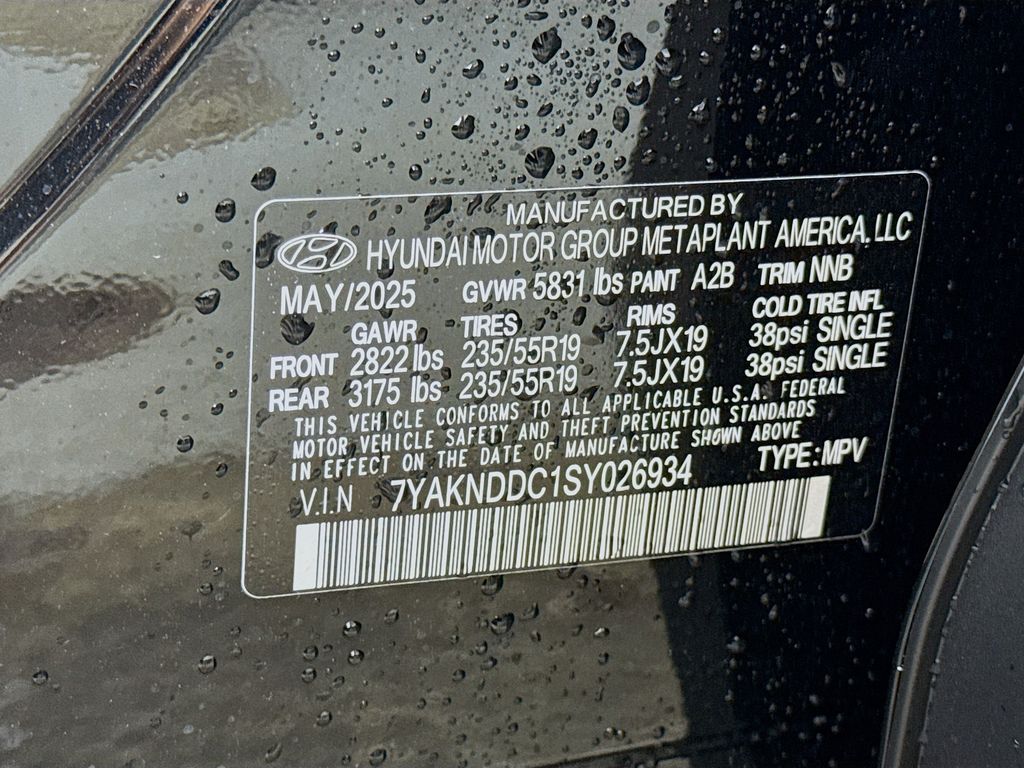 MANUFACTURED BY
HYUNDAI MOTOR GROUP METAPLANT AMERICA, LLC
MAY/2025 GVWR 5831 lbs PAINT A2B TRIM NNB
GAWR TIRES RIMS COLD TIRE INFL
FRONT 2822 lbs 235/55R19 7.5JX19 38psi SINGLE
REAR 3175 lbs 235/55R19 7.5JX19 38psi SINGLE
THIS VEHICLE CONFORMS TO ALL APPLICABLE U.S.A. FEDERAL
MOTOR VEHICLE SAFETY AND THEFT PREVENTION STANDARDS
IN EFFECT ON THE DATE OF MANUFACTURE SHOWN ABOVE
V.I.N 7YAKNDDC1SY026934 TYPE:MPV